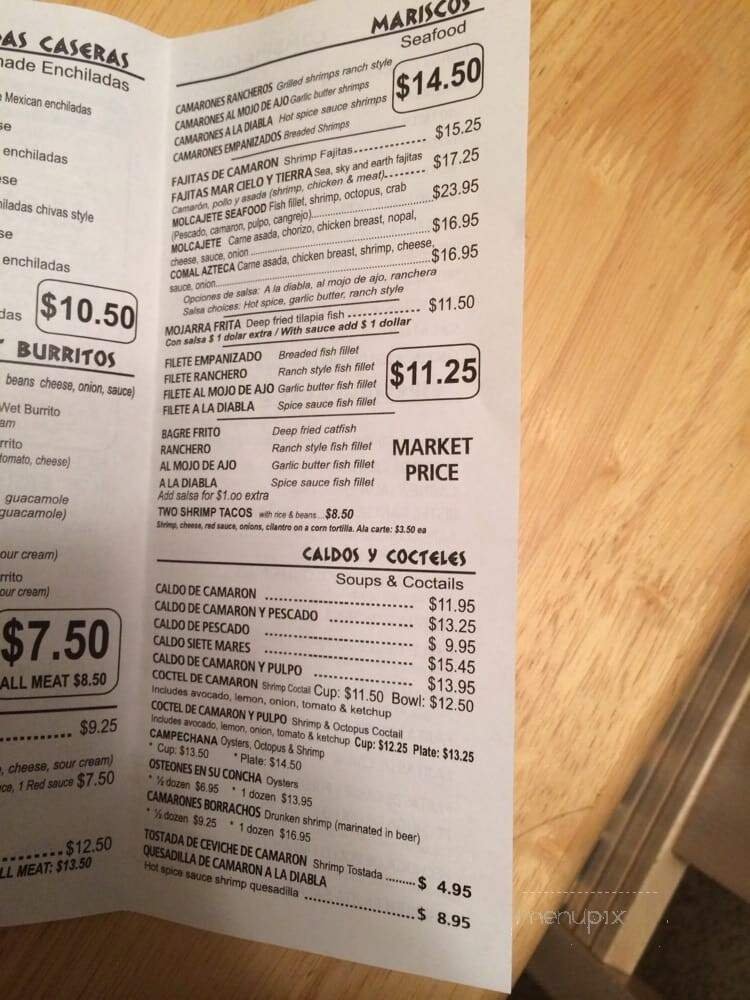 AS CASERAS
made Enchiladas
Mexican enchiladas
enchiladas
hiladas chivas style
enchiladas
das $10.50
BURRITOS
beans cheese, onion, sauce)
Wet Burrito
am
rrito
tomato, cheese)
guacamole
guacamole)
our cream)
rrito
our cream)
$7.50
ALL MEAT $8.50
$9.25
, cheese, sour cream)
ce, 1 Red sauce $7.50
$12.50
LL MEAT: $13.50
MARISCOS
Seafood
CAMARONES RANCHEROS Grilled shrimps ranch style
CAMARONES AL MOJO DE AJO Garlic butter shrimps
CAMARONES A LA DIABLA Hot spice sauce shrimps
CAMARONES EMPANIZADOS Breaded Shrimps
$14.50
FAJITAS DE CAMARON Shrimp Fajitas $15.25
FAJITAS MAR CIELO Y TIERRA Sea, sky and earth fajitas
Camarón, pollo y asada (shrimp, chicken & meat) $17.25
MOLCAJETE SEAFOOD Fish fillet, shrimp, octopus, crab
(Pescado, camaron, pulpo, cangrejo) $23.95
MOLCAJETE Carne asada, chorizo, chicken breast, nopal,
cheese, sauce, onion $16.95
COMAL AZTECA Carne asada, chicken breast, shrimp, cheese,
sauce, onion $16.95
Opciones de salsa: A la diabla, al mojo de ajo, ranchera
Salsa choices: Hot spice, garlic butter, ranch style
MOJARRA FRITA Deep fried tilapia fish $11.50
Con salsa $ 1 dolar extra / With sauce add $ 1 dollar
FILETE EMPANIZADO Breaded fish fillet
FILETE RANCHERO Ranch style fish fillet
FILETE AL MOJO DE AJO Garlic butter fish fillet
FILETE A LA DIABLA Spice sauce fish fillet
$11.25
BAGRE FRITO Deep fried catfish
RANCHERO Ranch style fish fillet
AL MOJO DE AJO Garlic butter fish fillet
A LA DIABLA Spice sauce fish fillet
MARKET
PRICE
Add salsa for $1.oo extra
TWO SHRIMP TACOS with rice & beans... $8.50
Shrimp, cheese, red sauce, onions, cilantro on a corn tortilla. Ala carte: $3.50 ea
CALDOS Y COCTELES
Soups & Coctails
CALDO DE CAMARON $11.95
CALDO DE CAMARON Y PESCADO $13.25
CALDO DE PESCADO $ 9.95
CALDO SIETE MARES $15.45
CALDO DE CAMARON Y PULPO $13.95
COCTEL DE CAMARON Shrimp Coctail Cup: $11.50 Bowl: $12.50
Includes avocado, lemon, onion, tomato & ketchup
COCTEL DE CAMARON Y PULPO Shrimp & Octopus Coctail
Includes avocado, lemon, onion, tomato & ketchup Cup: $12.25 Plate: $13.25
CAMPECHANA Oysters, Octopus & Shrimp
* Cup: $13.50 * Plate: $14.50
OSTEONES EN SU CONCHA Oysters
* ½ dozen $6.95 * 1 dozen $13.95
CAMARONES BORRACHOS Drunken shrimp (marinated in beer)
* ½ dozen $9.25 * 1 dozen $16.95
TOSTADA DE CEVICHE DE CAMARON Shrimp Tostada $ 4.95
QUESADILLA DE CAMARON A LA DIABLA
Hot spice sauce shrimp quesadilla $ 8.95
menupix